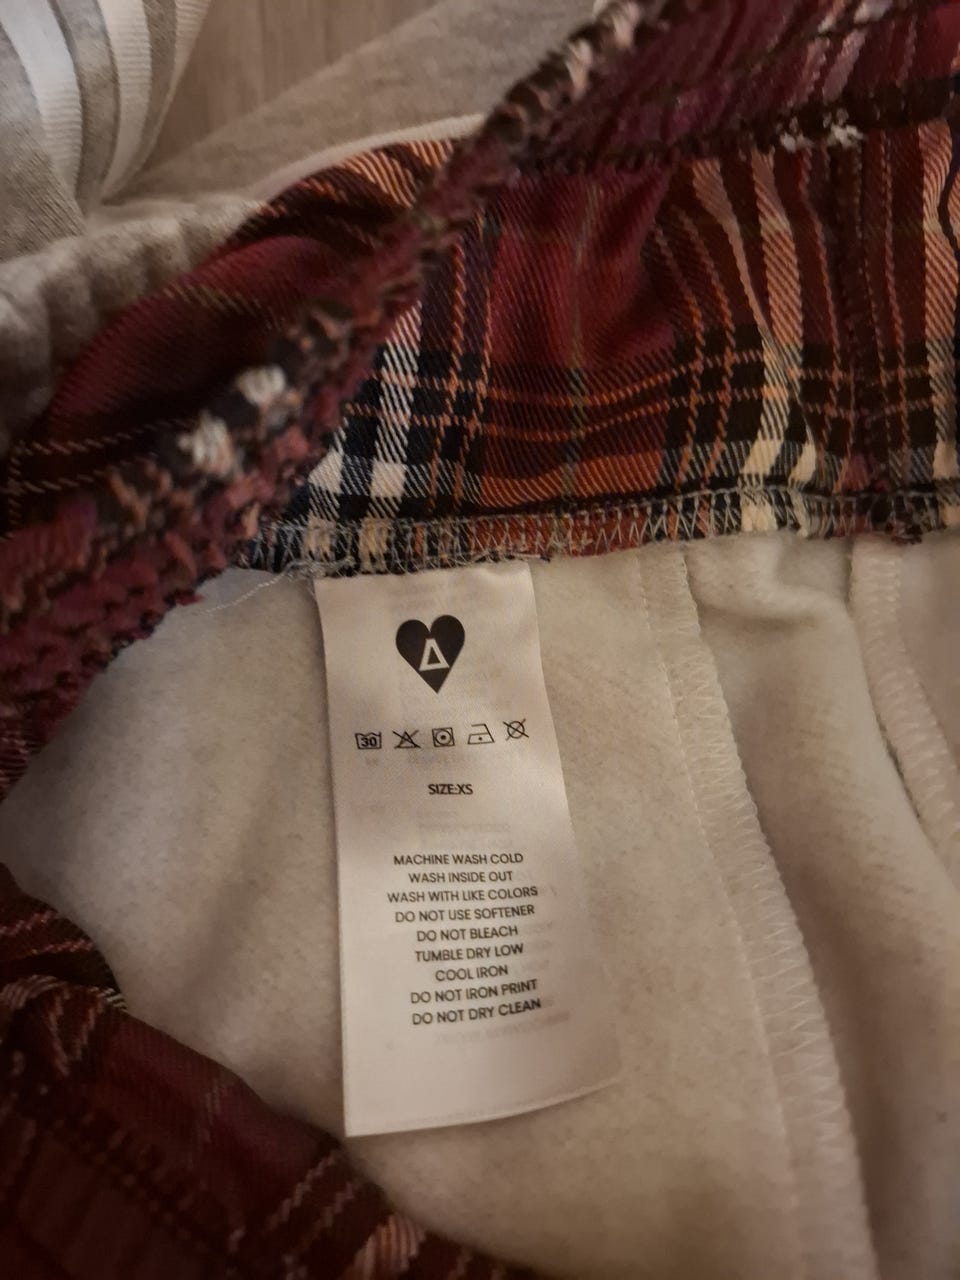 Δ
30
SIZE:XS
MACHINE WASH COLD
WASH INSIDE OUT
WASH WITH LIKE COLORS
DO NOT USE SOFTENER
DO NOT BLEACH
TUMBLE DRY LOW
COOL IRON
DO NOT IRON PRINT
DO NOT DRY CLEAN